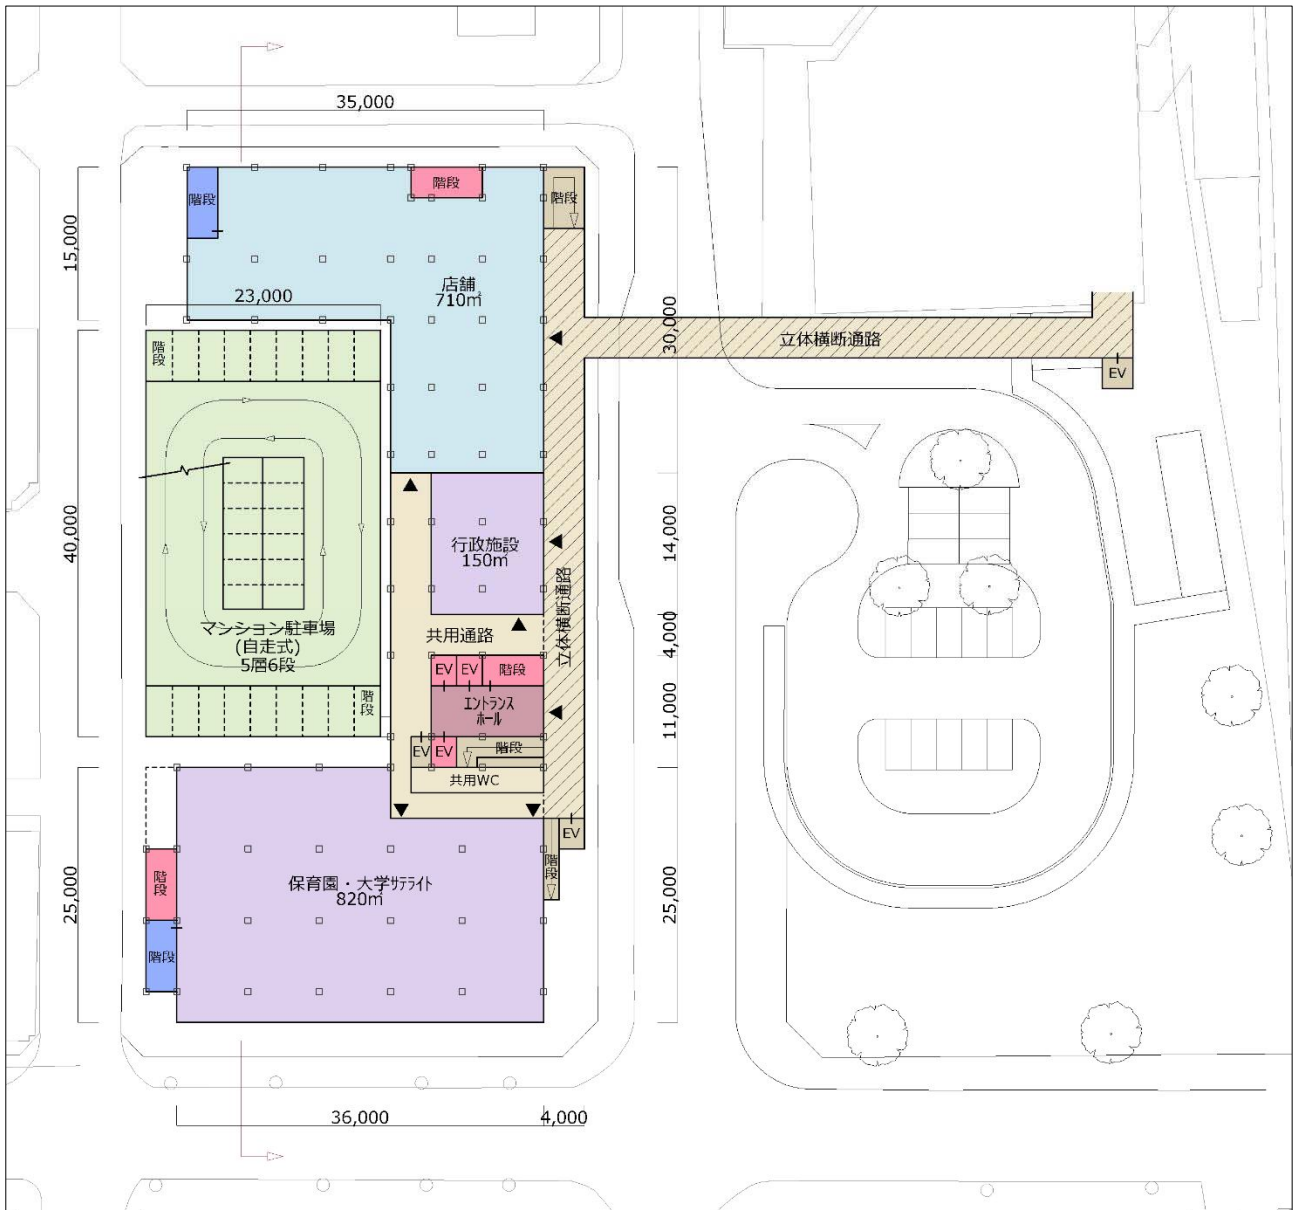 35,000
階段
階段
階段
15,000
店舗
710㎡
23,000
30,000
階段
立体横断通路
EV
40,000
14,000
行政施設
150㎡
立体横断通路
マンション駐車場
(自走式)
5層6段
共用通路
4,000
EV
EV
階段
エントランス
ホール
11,000
階段
EV
EV
階段
共用WC
EV
階段
階段
保育園・大学サテライト
820㎡
25,000
25,000
階段
36,000
4,000